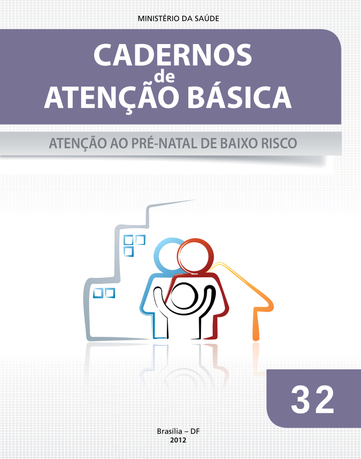 MINISTÉRIO DA SAÚDE
CADERNOS
de
ATENÇÃO BÁSICA
ATENÇÃO AO PRÉ-NATAL DE BAIXO RISCO
32
Brasília – DF
2012